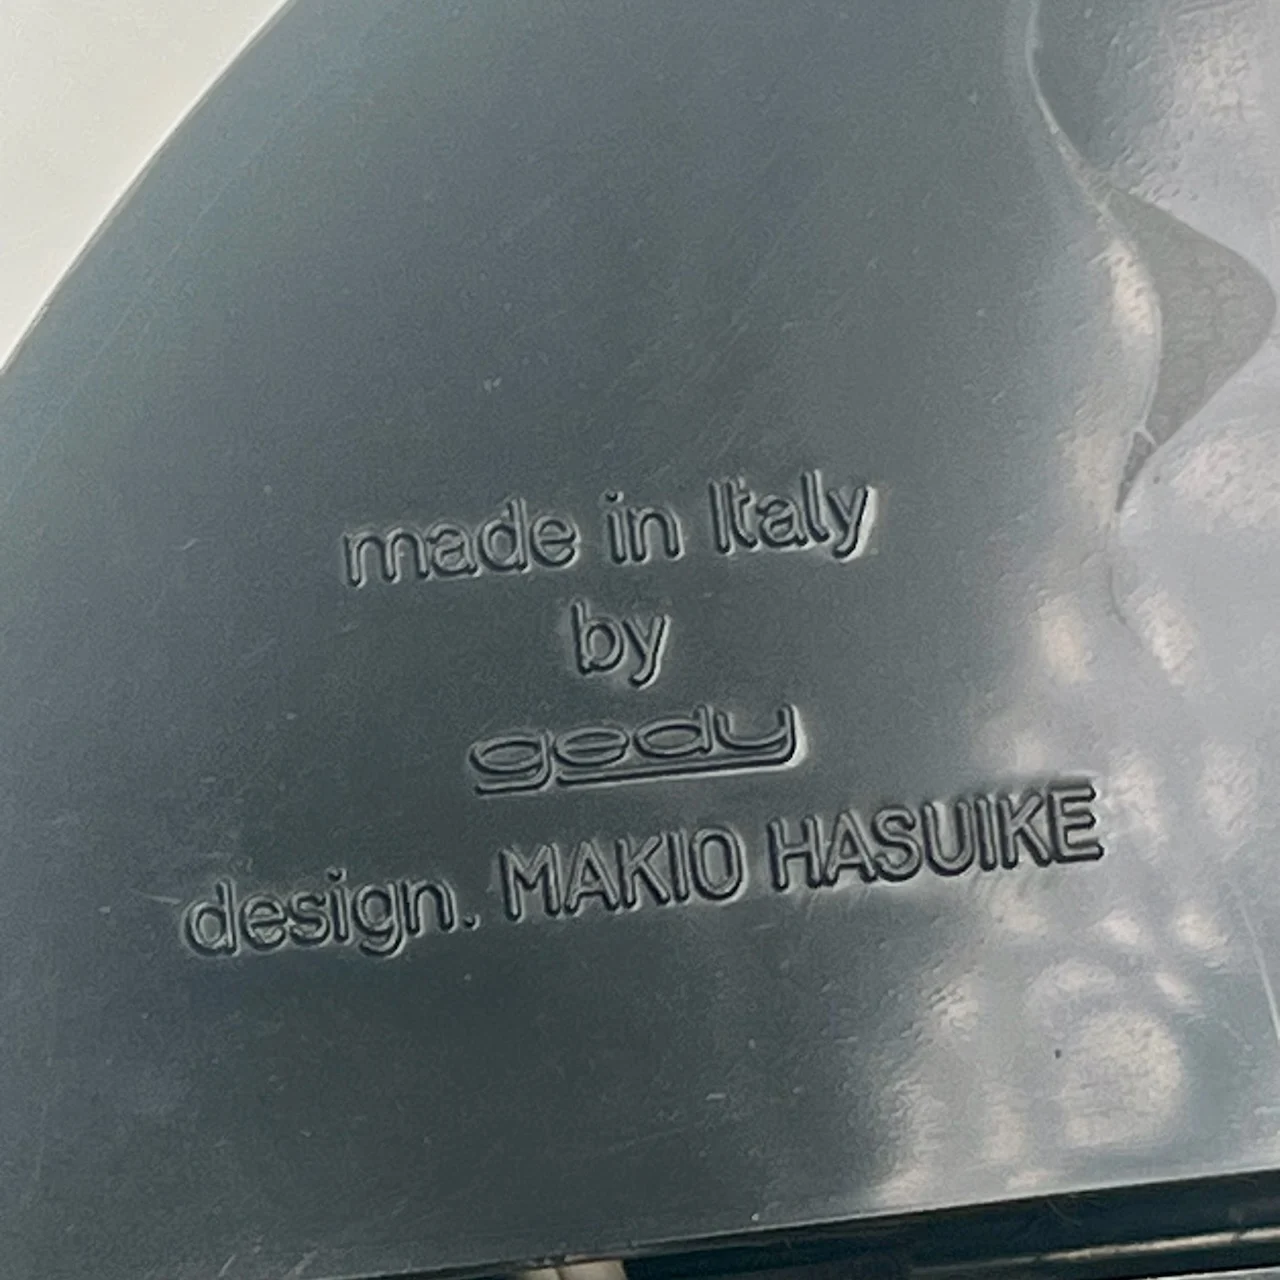 made in Italy
by
gedy
design. MAKIO HASUIKE